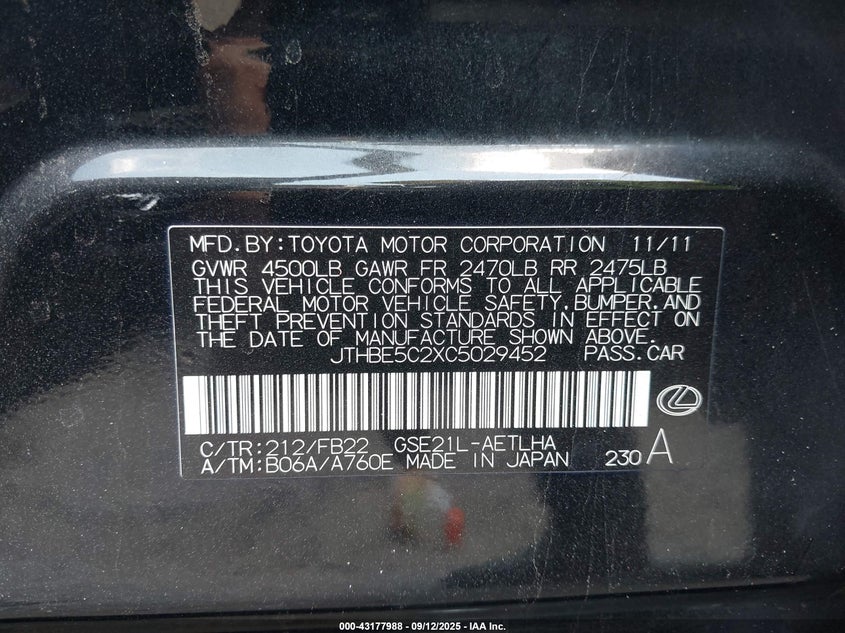 MFD.BY:TOYOTA MOTOR CORPORATION 11/11
GVWR 4500LB GAWR FR 2470LB RR 2475LB
THIS VEHICLE CONFORMS TO ALL APPLICABLE
FEDERAL MOTOR VEHICLE SAFETY,BUMPER,AND
THEFT PREVENTION STANDARDS IN EFFECT ON
THE DATE OF MANUFACTURE SHOWN ABOVE.
JTHBE5C2XC5029452 PASS.CAR
C/TR:212/FB22 GSE21L-AETLHA
A/TM:B06A/A760E MADE IN JAPAN 230 A
000-43177988 - 09/12/2025 - IAA Inc.